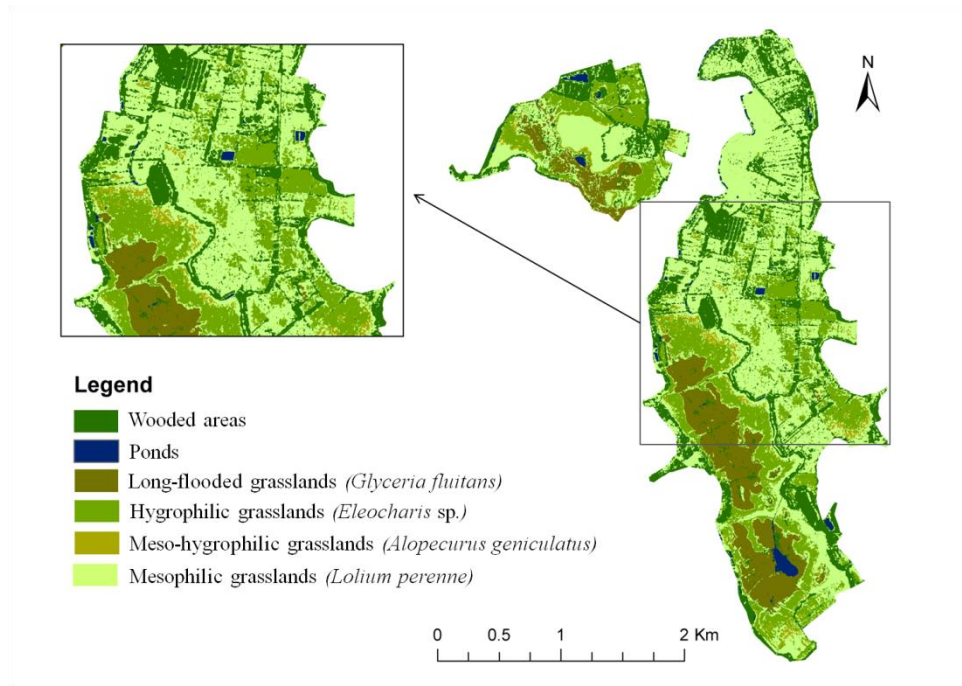 N
Legend
Wooded areas
Ponds
Long-flooded grasslands (Glyceria fluitans)
Hygrophilic grasslands (Eleocharis sp.)
Meso-hygrophilic grasslands (Alopecurus geniculatus)
Mesophilic grasslands (Lolium perenne)
0 0.5 1 2 Km